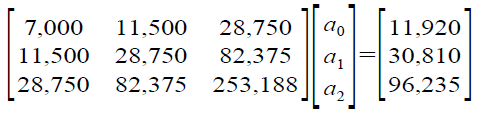 7,000 11,500 28,750 a₀ 11,920
11,500 28,750 82,375 a₁ = 30,810
28,750 82,375 253,188 a₂ 96,235